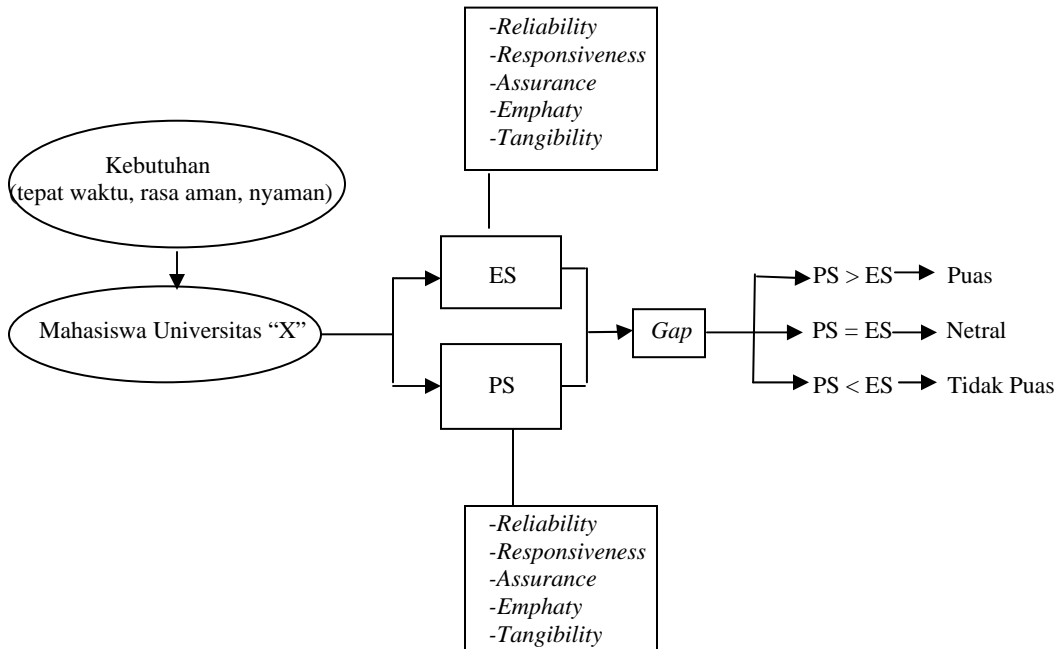 -Reliability
-Responsiveness
-Assurance
-Emphaty
-Tangibility
Kebutuhan
(tepat waktu, rasa aman, nyaman)
Mahasiswa Universitas “X”
ES
PS
Gap
PS > ES
Puas
PS = ES
Netral
PS < ES
Tidak Puas
-Reliability
-Responsiveness
-Assurance
-Emphaty
-Tangibility